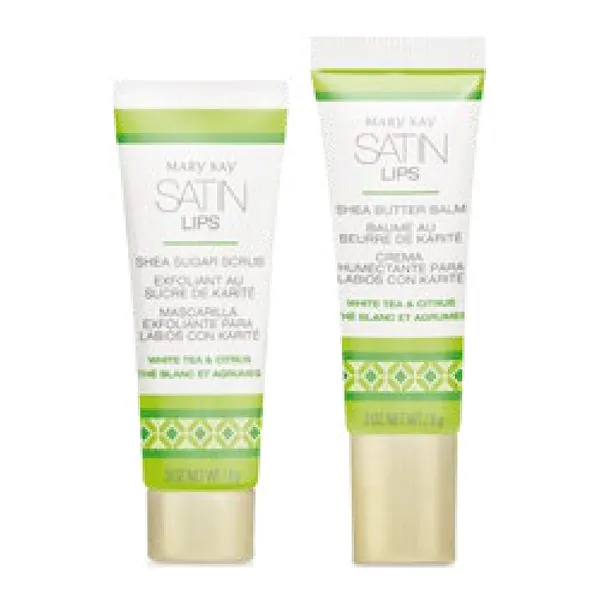 MARY KAY
SATIN
LIPS
SHEA SUGAR SCRUB
EXFOLIANT AU
SUCRE DE KARITÉ
MASCARILLA
EXFOLIANTE PARA
LABIOS CON KARITÉ
WHITE TEA & CITRUS
THÉ BLANC ET AGRUMES
MARY KAY
SATIN
LIPS
SHEA BUTTER BALM
BAUME AU
BEURRE DE KARITÉ
CREMA
HUMECTANTE PARA
LABIOS CON KARITÉ
WHITE TEA & CITRUS
THÉ BLANC ET AGRUMES